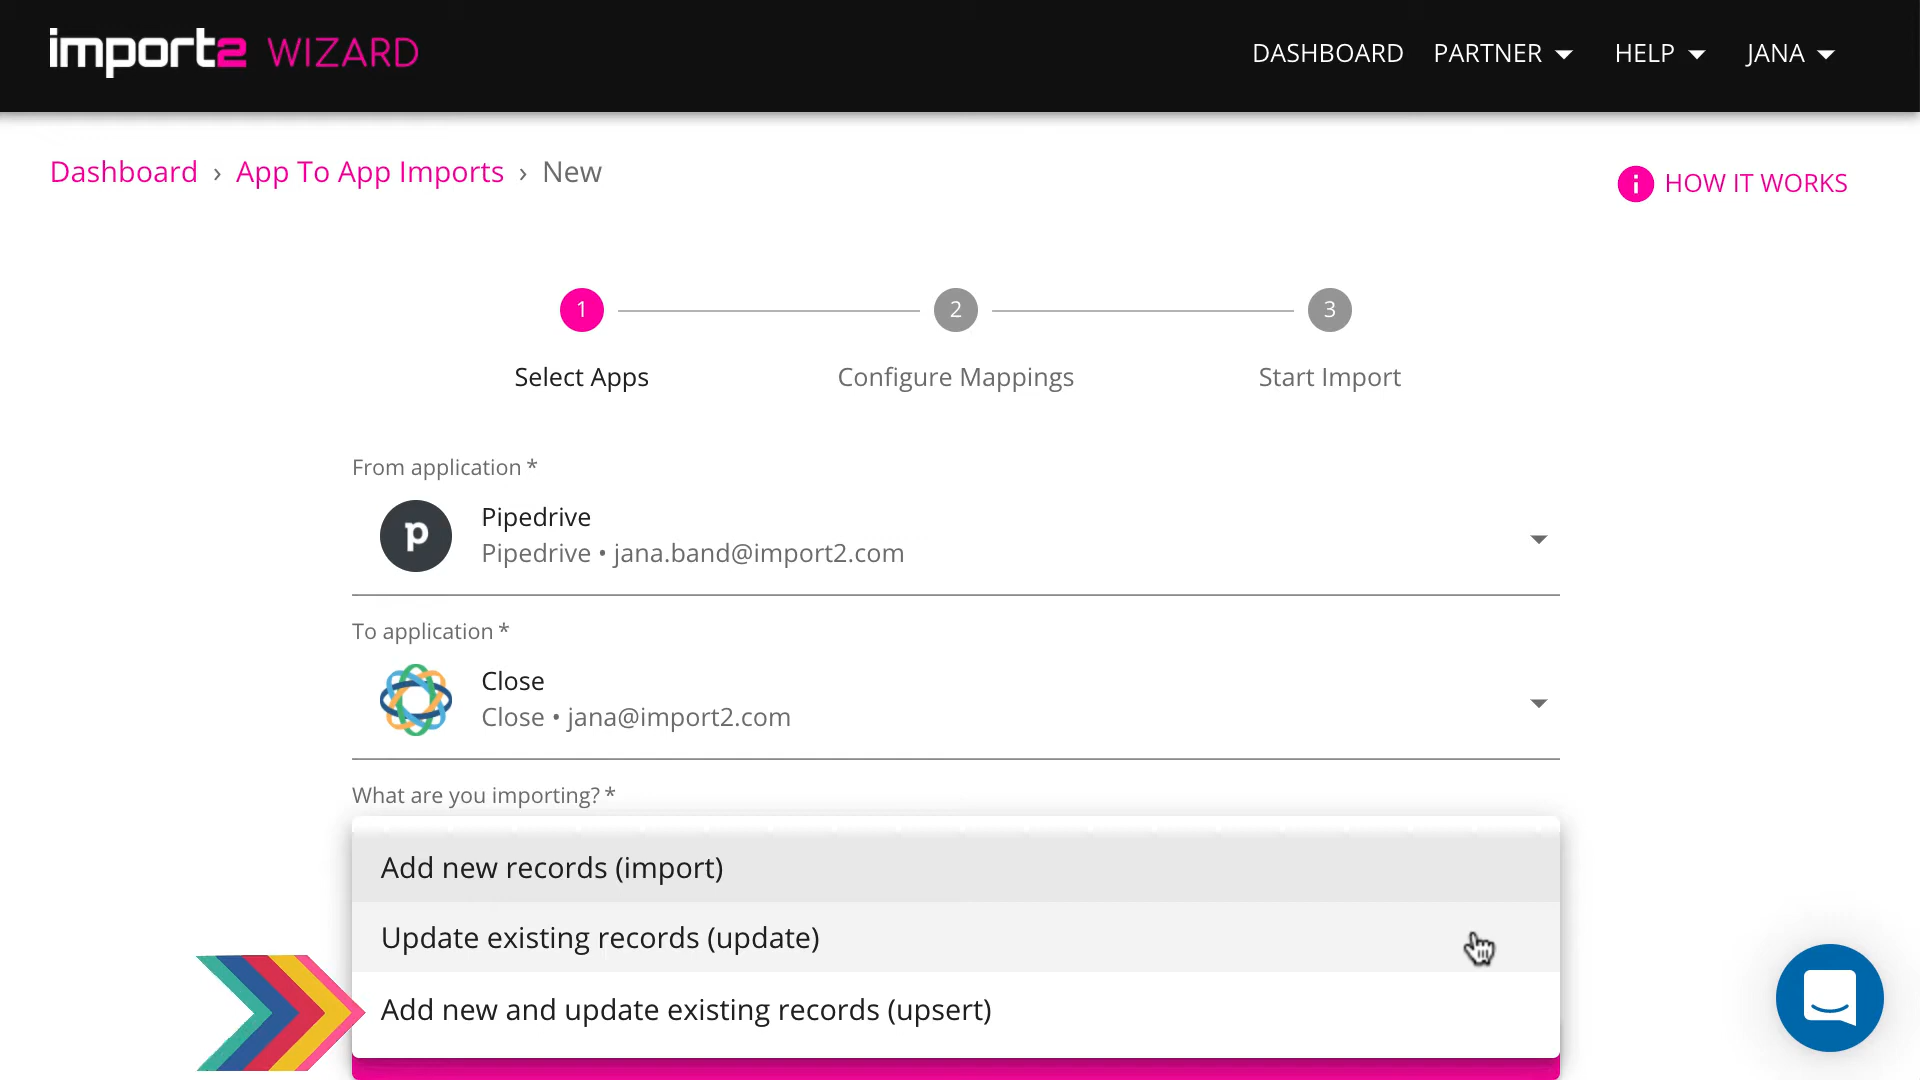 import2 WIZARD
DASHBOARD PARTNER HELP JANA
Dashboard › App To App Imports › New
HOW IT WORKS
1 2 3
Select Apps Configure Mappings Start Import
From application *
p
Pipedrive
Pipedrive • jana.band@import2.com
To application *
Close
Close • jana@import2.com
What are you importing? *
Add new records (import)
Update existing records (update)
Add new and update existing records (upsert)